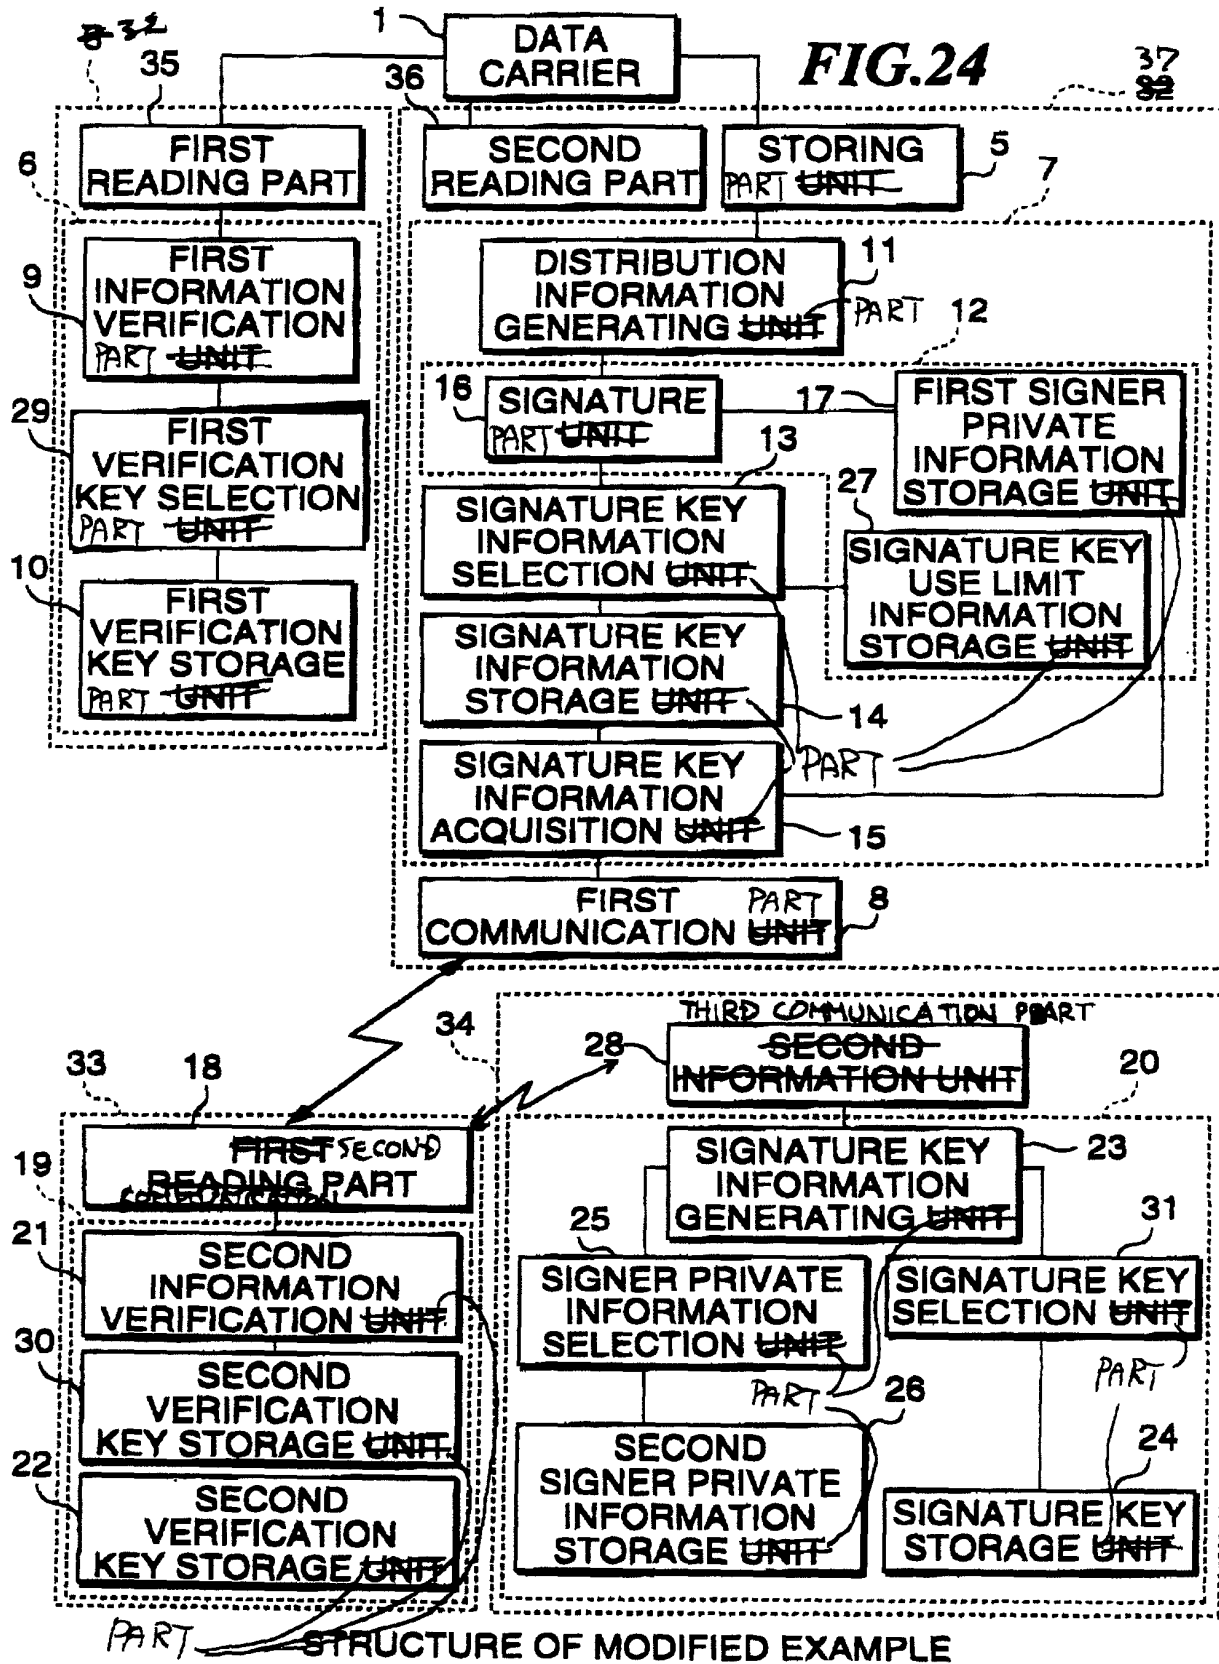 8 32
1
DATA
CARRIER
FIG.24
37
32
35
36
FIRST
READING PART
SECOND
READING PART
STORING
PART UNIT
5
6
7
FIRST
INFORMATION
VERIFICATION
PART UNIT
9
DISTRIBUTION
INFORMATION
GENERATING UNIT
PART
11
12
16
SIGNATURE
PART UNIT
17
FIRST SIGNER
PRIVATE
INFORMATION
STORAGE UNIT
29
FIRST
VERIFICATION
KEY SELECTION
PART UNIT
13
SIGNATURE KEY
INFORMATION
SELECTION UNIT
27
SIGNATURE KEY
USE LIMIT
INFORMATION
STORAGE UNIT
10
FIRST
VERIFICATION
KEY STORAGE
PART UNIT
SIGNATURE KEY
INFORMATION
STORAGE UNIT
14
PART
SIGNATURE KEY
INFORMATION
ACQUISITION UNIT
15
FIRST PART
COMMUNICATION UNIT
8
34
THIRD COMMUNICATION PART
28
SECOND
INFORMATION UNIT
20
33
18
FIRST SECOND
READING PART
COMMUNICATION
19
SIGNATURE KEY
INFORMATION
GENERATING UNIT
23
21
SECOND
INFORMATION
VERIFICATION UNIT
25
SIGNER PRIVATE
INFORMATION
SELECTION UNIT
31
SIGNATURE KEY
SELECTION UNIT
30
SECOND
VERIFICATION
KEY STORAGE UNIT
PART
PART
26
22
SECOND
VERIFICATION
KEY STORAGE UNIT
SECOND
SIGNER PRIVATE
INFORMATION
STORAGE UNIT
24
SIGNATURE KEY
STORAGE UNIT
PART
STRUCTURE OF MODIFIED EXAMPLE